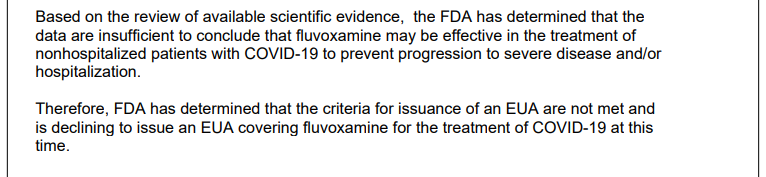 Based on the review of available scientific evidence,  the FDA has determined that the
data are insufficient to conclude that fluvoxamine may be effective in the treatment of
nonhospitalized patients with COVID-19 to prevent progression to severe disease and/or
hospitalization.
Therefore, FDA has determined that the criteria for issuance of an EUA are not met and
is declining to issue an EUA covering fluvoxamine for the treatment of COVID-19 at this
time.